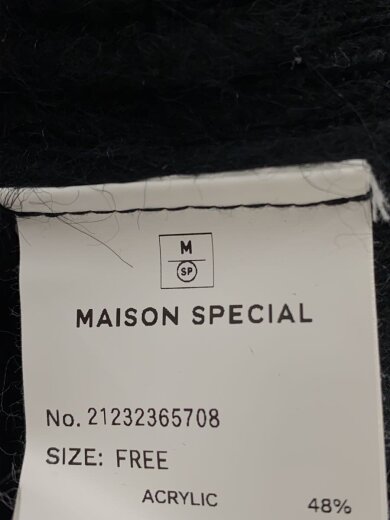 M
SP
MAISON SPECIAL
No. 21232365708
SIZE: FREE
ACRYLIC 48%